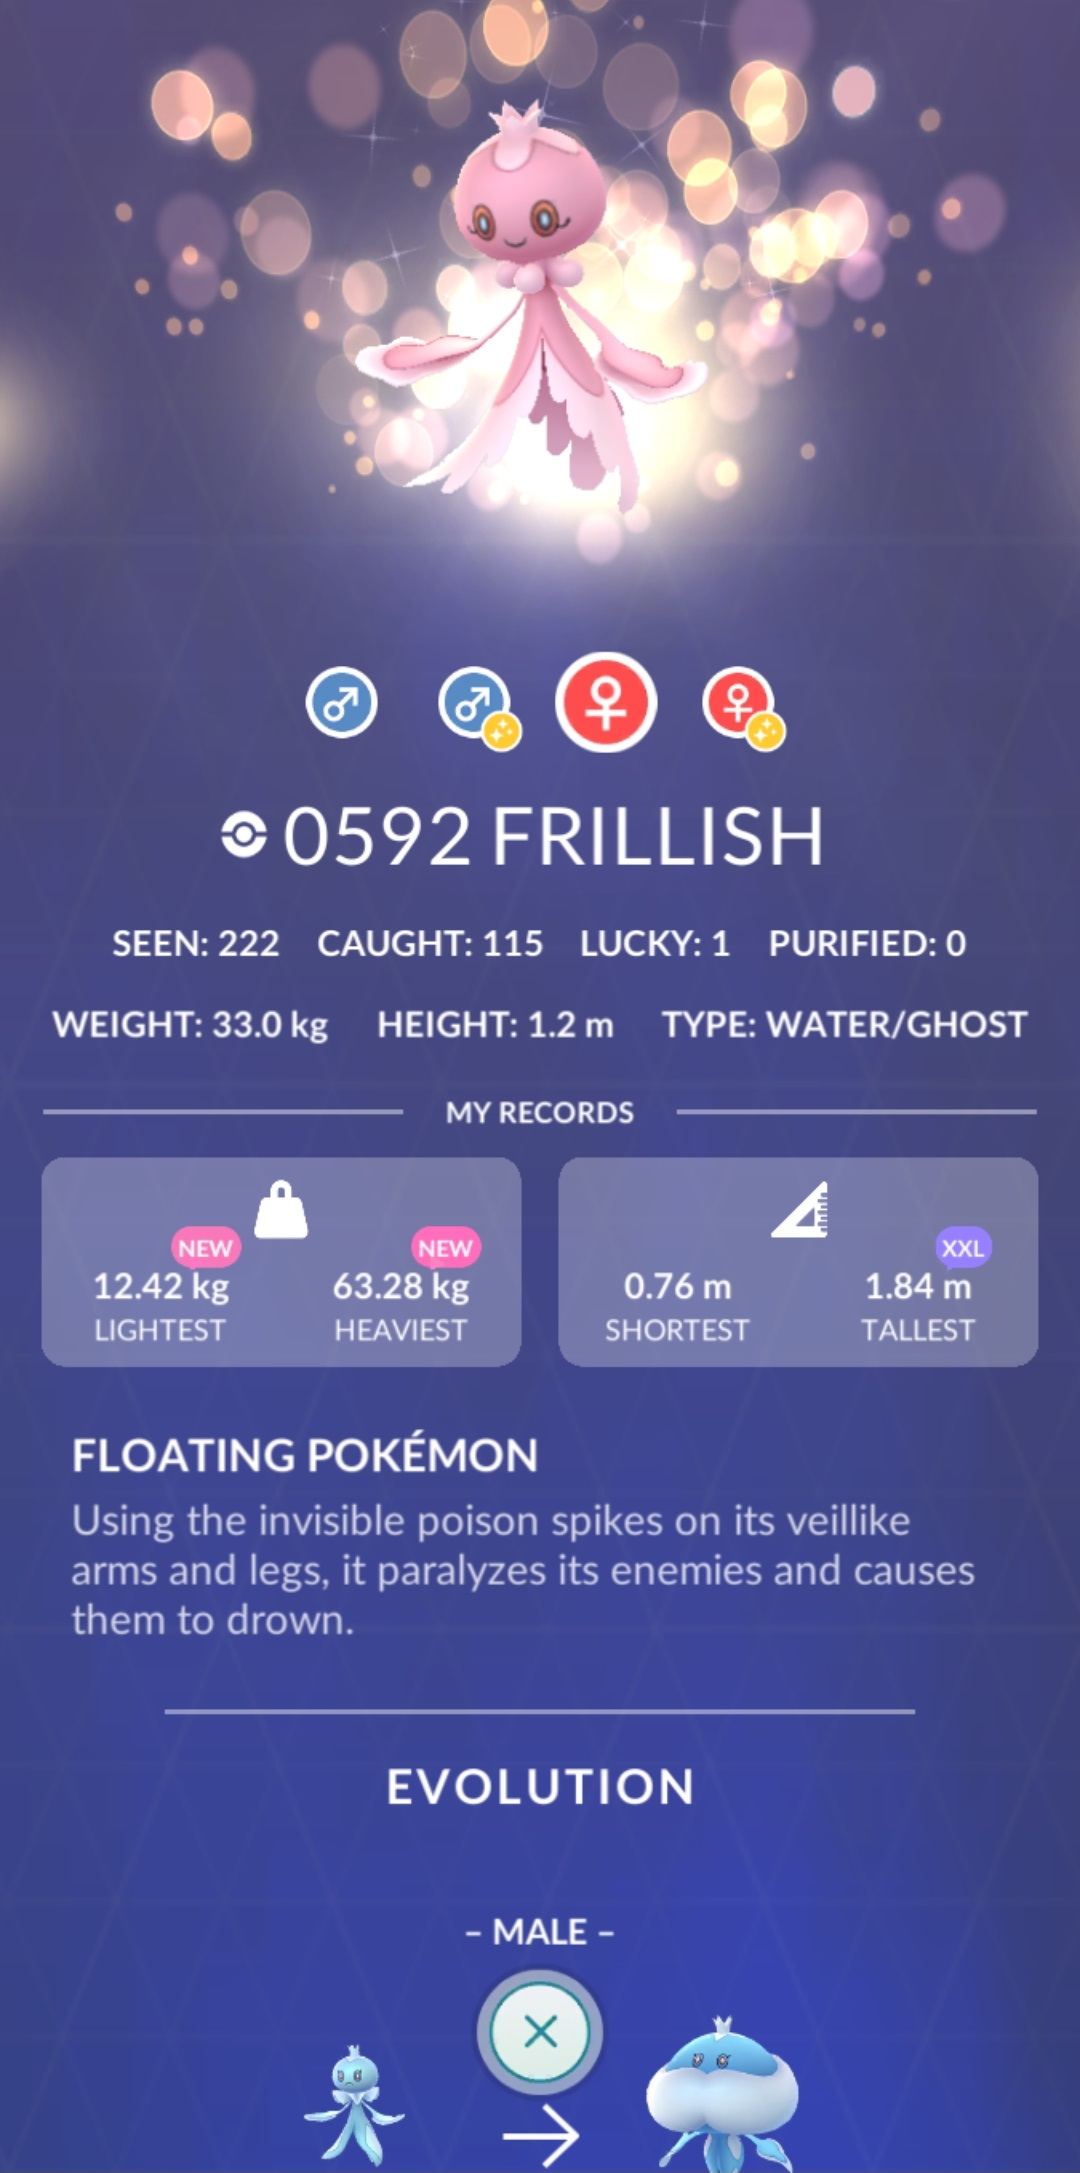 0592 FRILLISH
SEEN: 222 CAUGHT: 115 LUCKY: 1 PURIFIED: 0
WEIGHT: 33.0 kg HEIGHT: 1.2 m TYPE: WATER/GHOST
MY RECORDS
NEW NEW XXL
12.42 kg 63.28 kg 0.76 m 1.84 m
LIGHTEST HEAVIEST SHORTEST TALLEST
FLOATING POKÉMON
Using the invisible poison spikes on its veillike
arms and legs, it paralyzes its enemies and causes
them to drown.
EVOLUTION
– MALE –